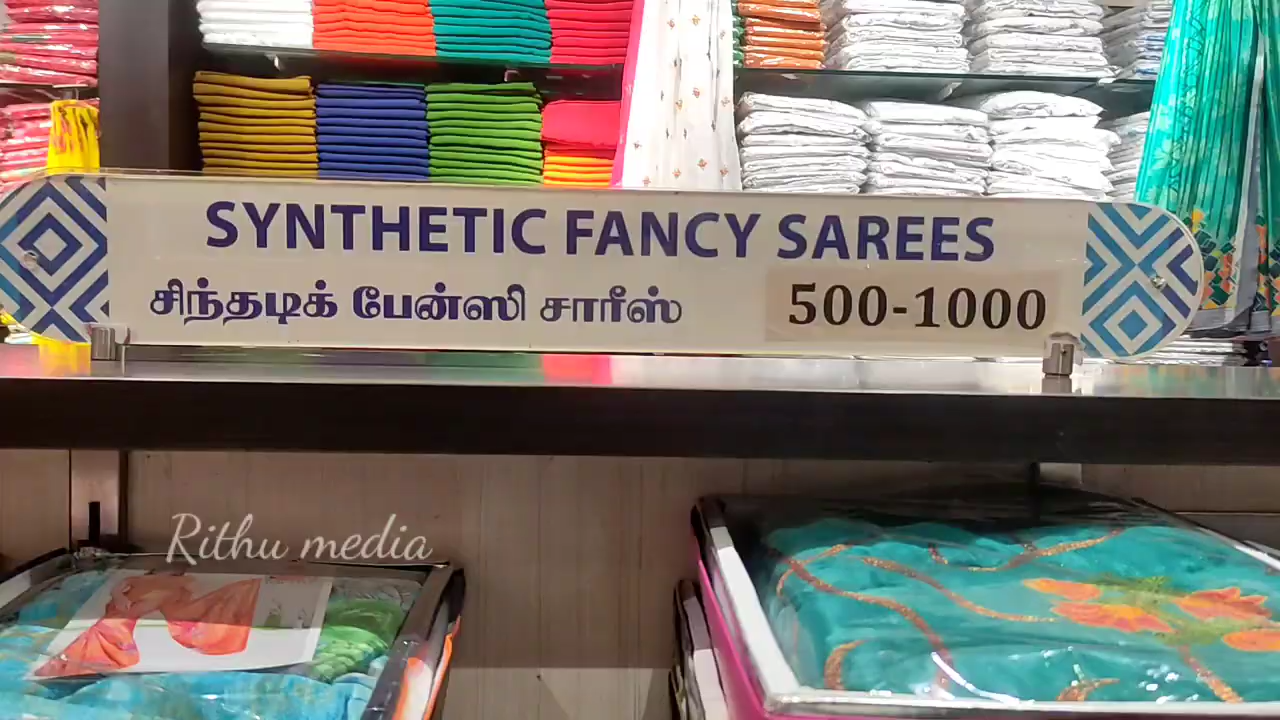 SYNTHETIC FANCY SAREES
சிந்தடிக் பேன்ஸி சாரீஸ் 500-1000
Rithu media